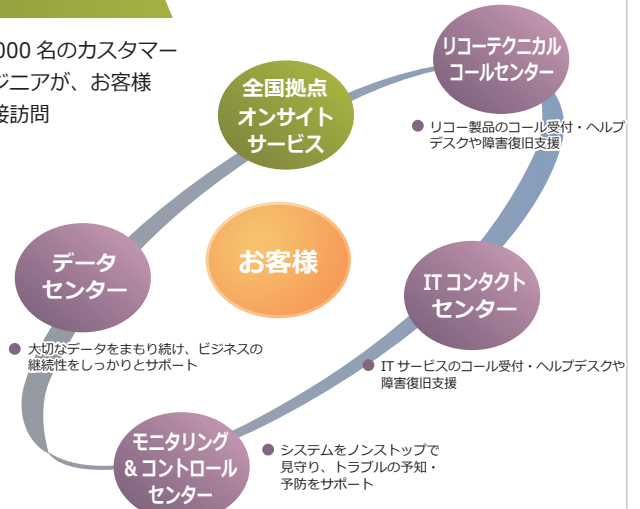 000 名のカスタマー
ジニアが、お客様
接訪問
全国拠点
オンサイト
サービス
リコーテクニカル
コールセンター
リコー製品のコール受付・ヘルプ
デスクや障害復旧支援
お客様
データ
センター
大切なデータをまもり続け、ビジネスの
継続性をしっかりとサポート
IT コンタクト
センター
IT サービスのコール受付・ヘルプデスクや
障害復旧支援
モニタリング
& コントロール
センター
システムをノンストップで
見守り、トラブルの予知・
予防をサポート